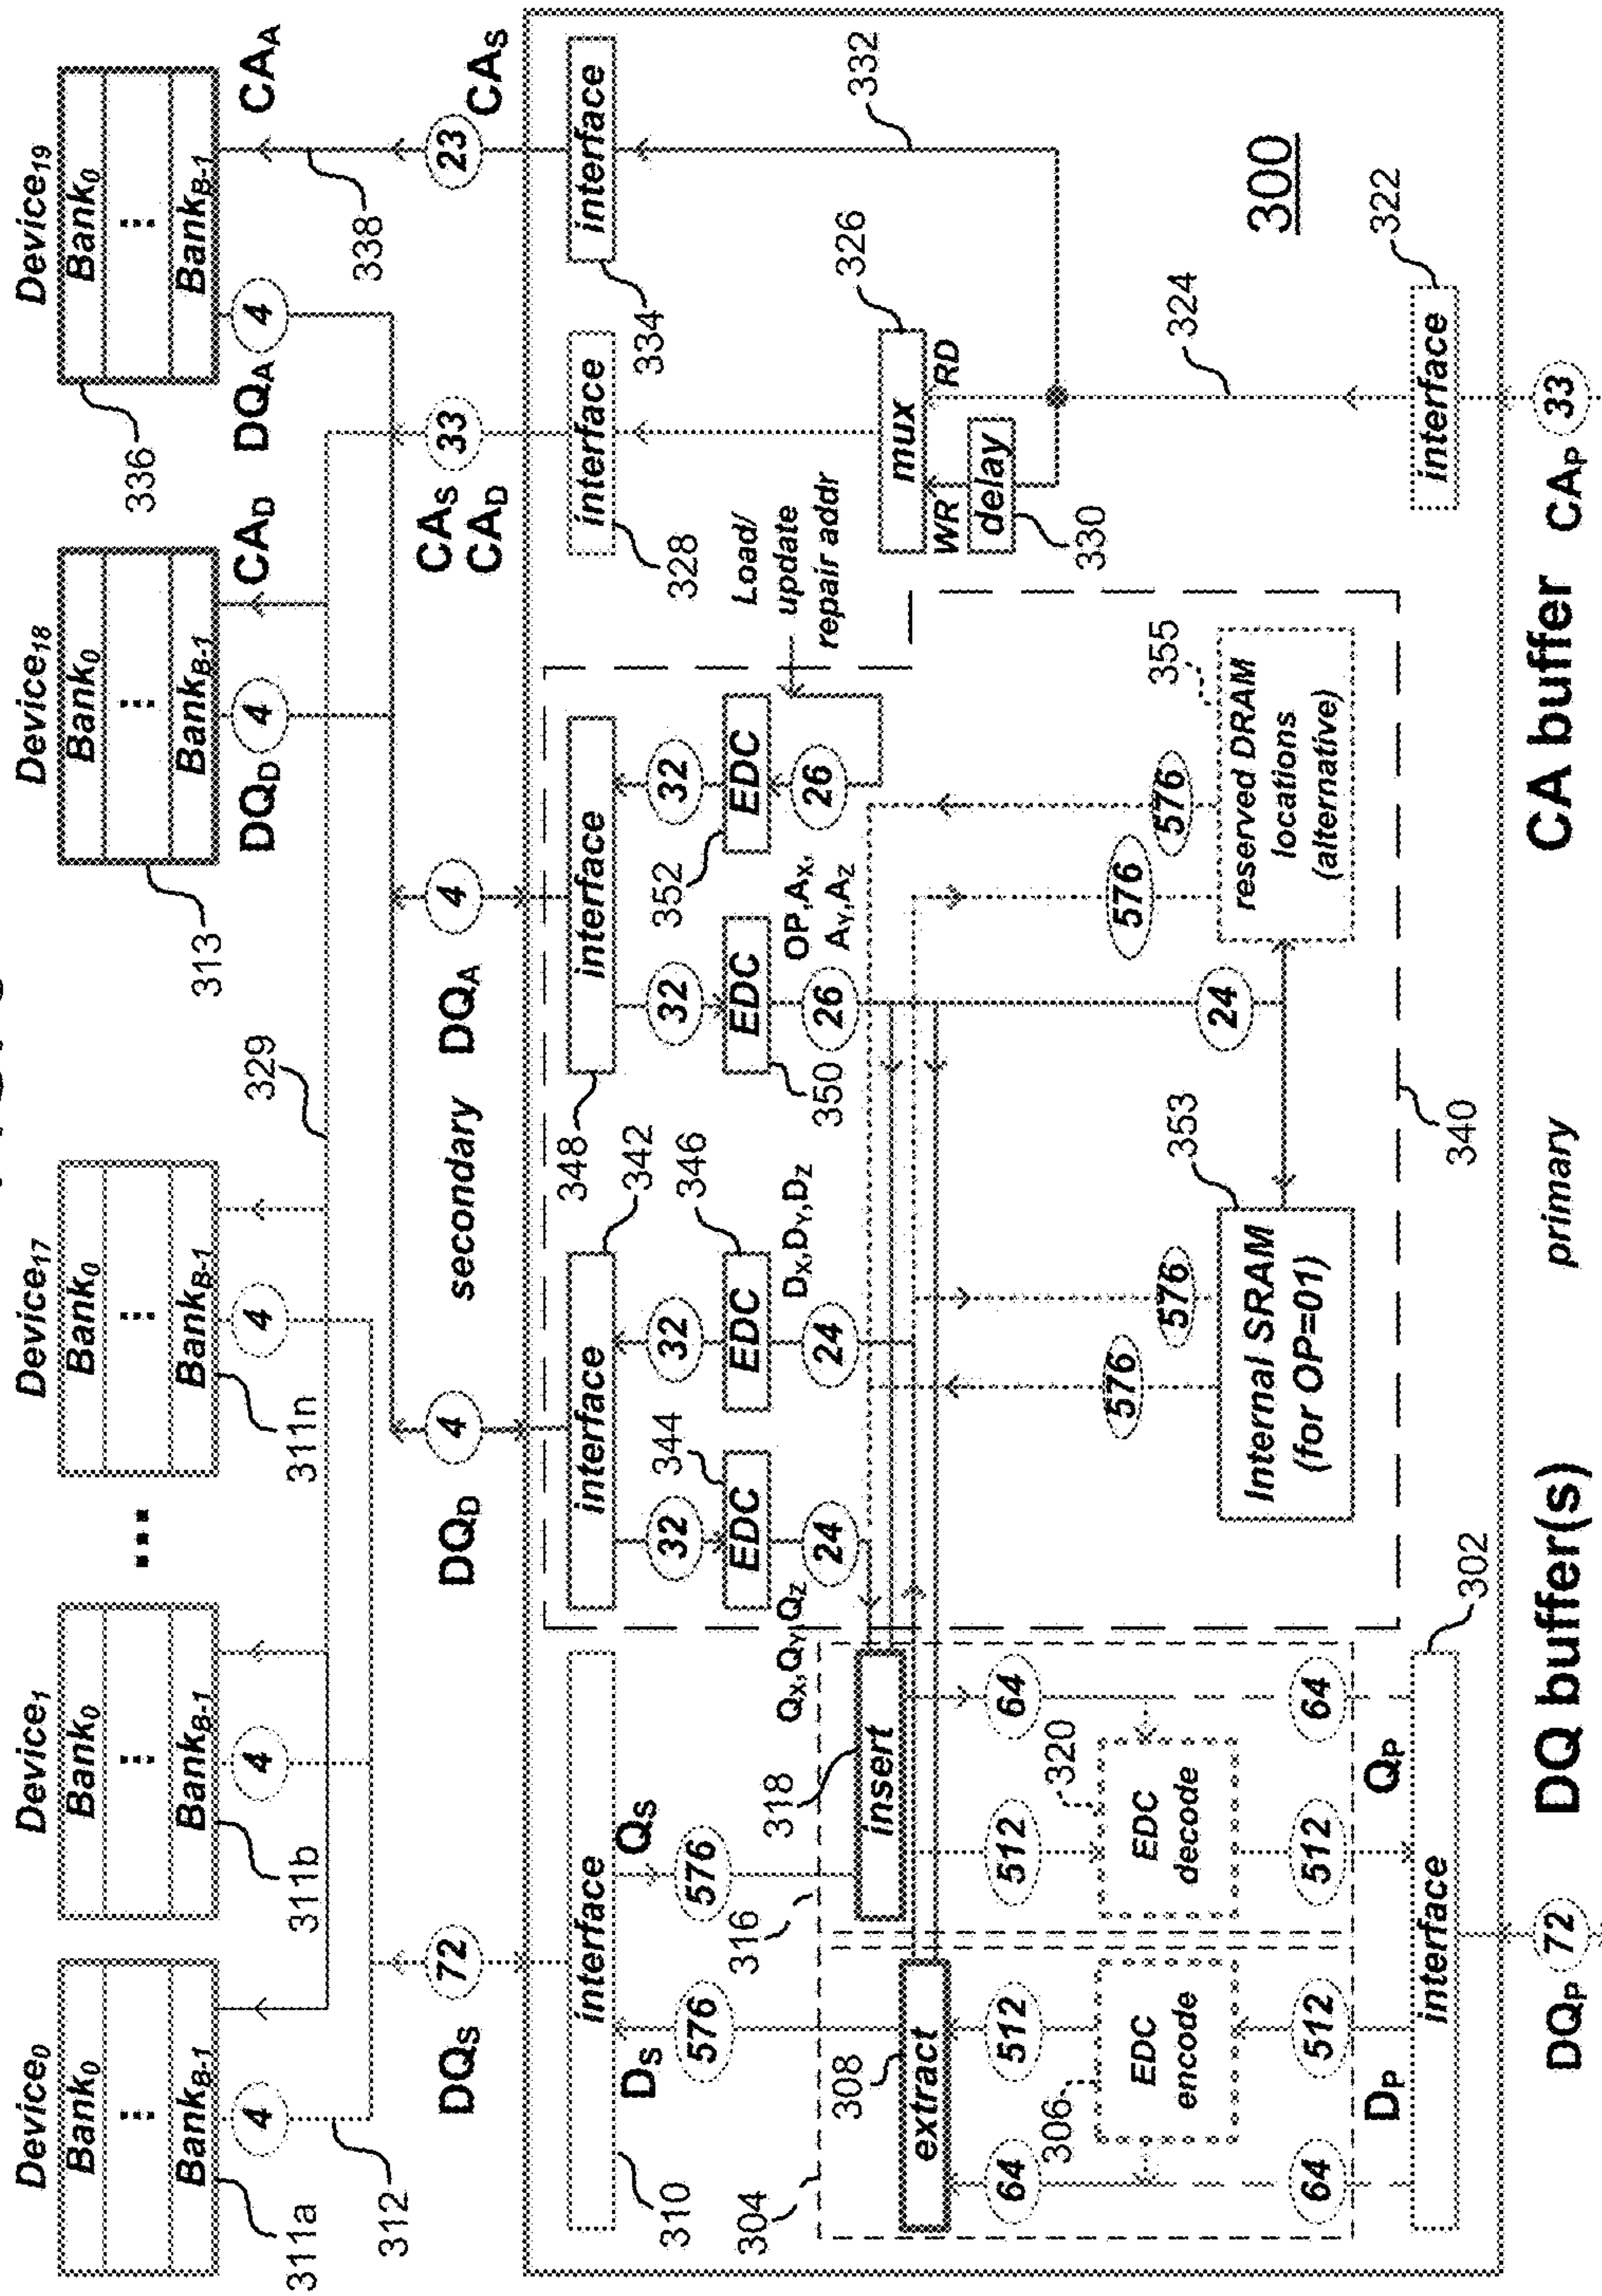 Device0
Bank0
Bank B-1
311a
4
312
Device1
Bank0
Bank B-1
311b
4
Device17
Bank0
Bank B-1
311n
4
329
Device18
Bank0
Bank B-1
313
4
DQD
CAD
Device19
Bank0
Bank B-1
336
4
DQA
CAA
338
DQS
72
DQD
4
secondary
DQA
4
CAS
CAD
33
23
CAS
interface
310
interface
342
interface
348
interface
328
interface
334
DS
576
QS
576
32
344
EDC
24
QX,QY,QZ
32
346
EDC
24
DX,DY,DZ
32
350
EDC
26
OP,AX,
AY,AZ
32
352
EDC
26
Load/
update
repair addr
mux
326
WR
RD
delay
330
332
304
308
extract
316
318
insert
64
512
306
EDC
encode
64
512
DP
512
64
320
EDC
decode
512
64
QP
576
576
Internal SRAM
(for OP=01)
353
24
576
576
reserved DRAM
locations
(alternative)
355
340
324
300
interface
302
interface
322
DQP
72
DQ buffer(s)
primary
CA buffer
CAP
33